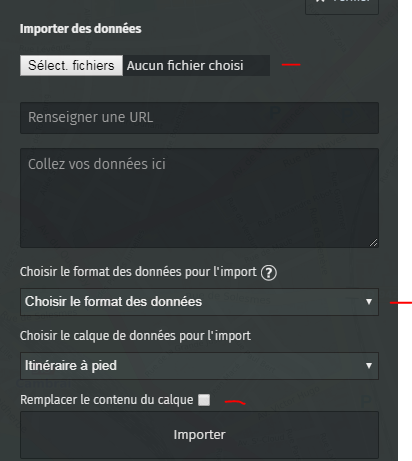 Importer des données
Sélect. fichiers Aucun fichier choisi
Renseigner une URL
Collez vos données ici
Choisir le format des données pour l'import ?
Choisir le format des données
Choisir le calque de données pour l'import
Itinéraire à pied
Remplacer le contenu du calque
Importer